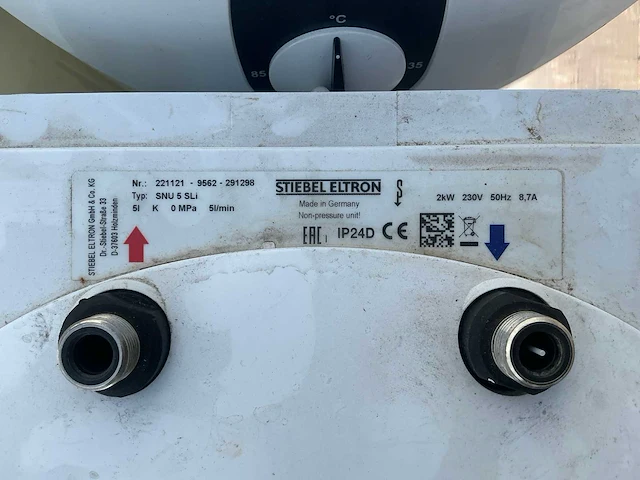 °C
85
35
STIEBEL ELTRON GmbH & Co. KG
Dr.-Stiebel-Straße 33
D-37603 Holzminden
Nr.: 221121 - 9562 - 291298
Typ: SNU 5 SLi
5l K 0 MPa 5l/min
STIEBEL ELTRON
Made in Germany
Non-pressure unit!
EAC IP24D CE
2kW 230V 50Hz 8,7A